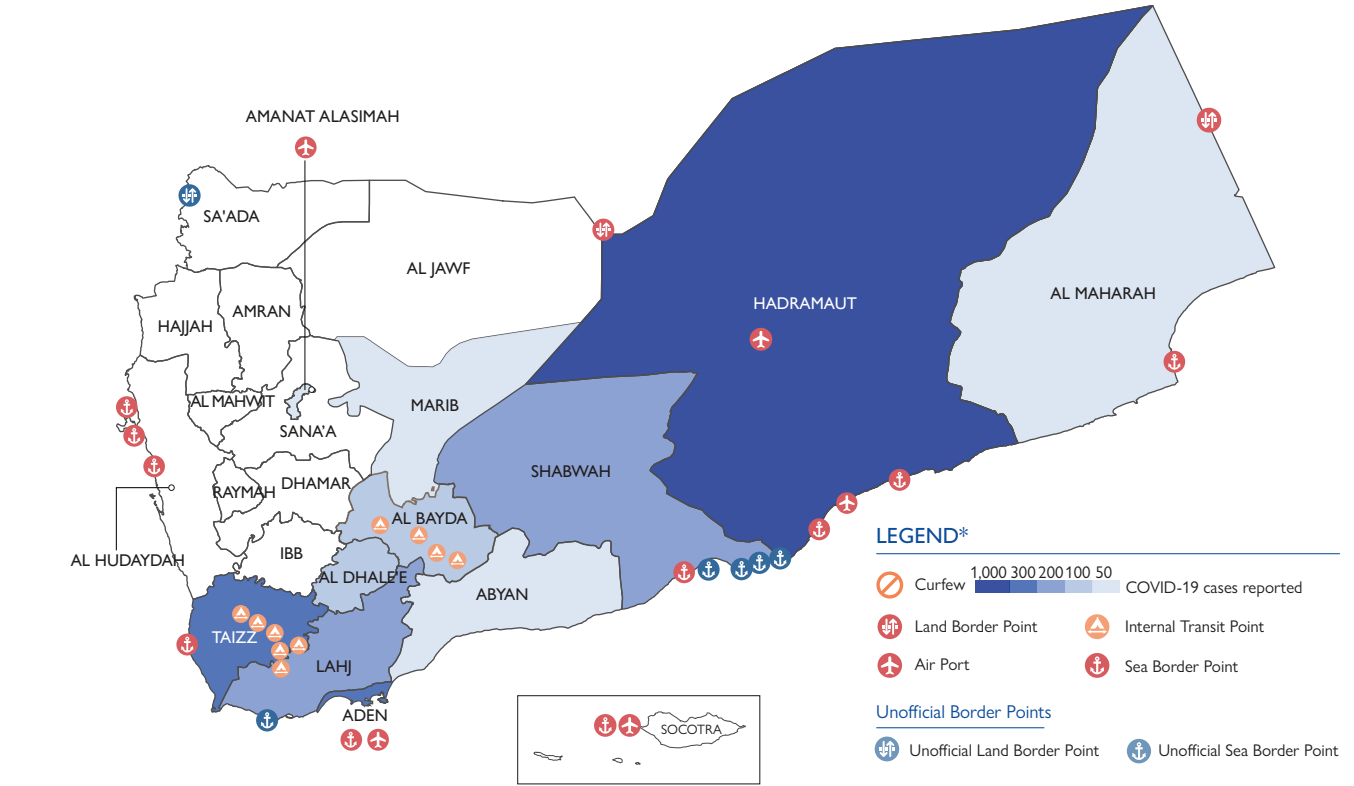 AMANAT ALASIMAH
SA'ADA
AL JAWF
HADRAMAUT
AL MAHARAH
AMRAN
HAJJAH
AL MAHWIT
MARIB
SANA'A
SHABWAH
RAYMAH
DHAMAR
AL BAYDA
IBB
AL HUDAYDAH
AL DHALE'E
ABYAN
TAIZZ
LAHJ
ADEN
SOCOTRA
LEGEND*
Curfew
1,000 300 200 100 50
COVID-19 cases reported
Land Border Point
Internal Transit Point
Air Port
Sea Border Point
Unofficial Border Points
Unofficial Land Border Point
Unofficial Sea Border Point